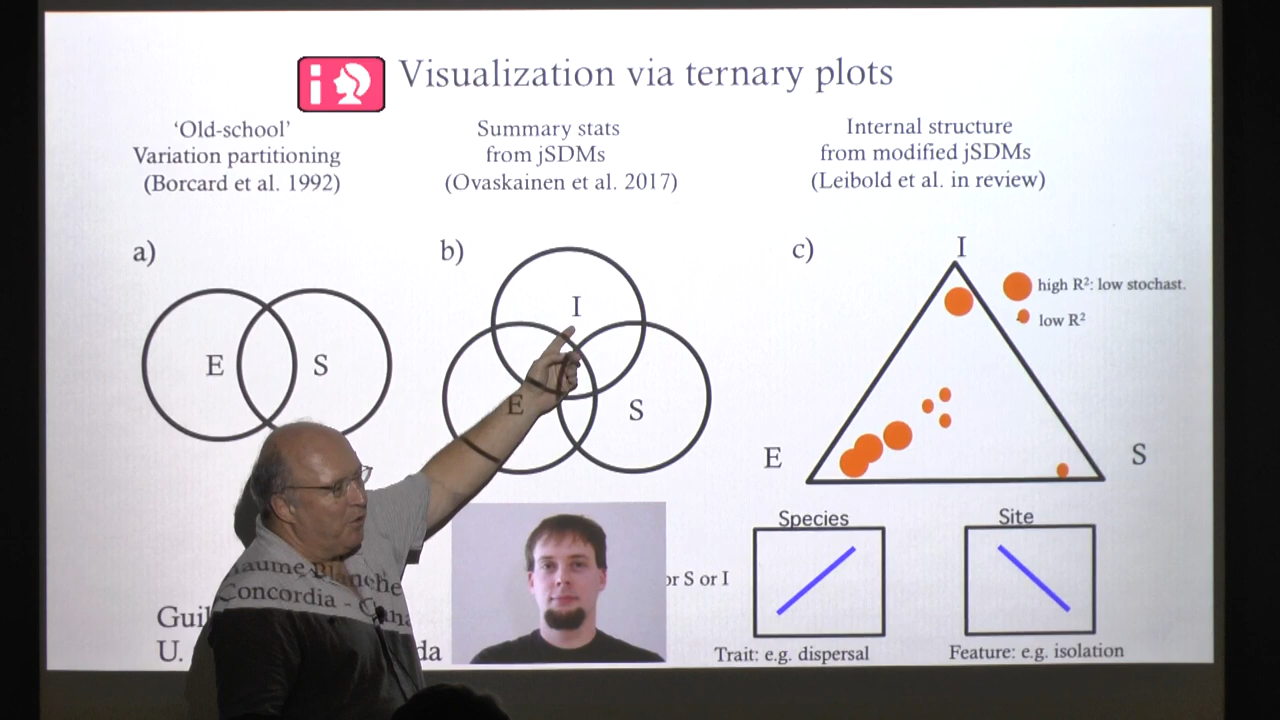 i
Visualization via ternary plots
'Old-school'
Variation partitioning
(Borcard et al. 1992)
Summary stats
from jSDMs
(Ovaskainen et al. 2017)
Internal structure
from modified jSDMs
(Leibold et al. in review)
a)
E
S
b)
I
E
S
c)
I
E
S
high R²: low stochast.
low R²
Species
Site
or S or I
Trait: e.g. dispersal
Feature: e.g. isolation
Concordia -
U.